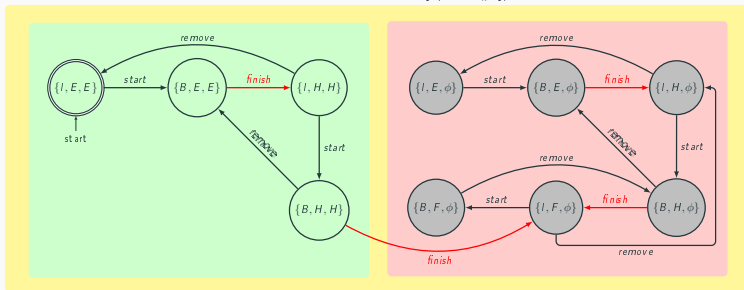 remove
remove
{I, E, E}
start
{B, E, E}
finish
{I, H, H}
{I, E, ϕ}
start
{B, E, ϕ}
finish
{I, H, ϕ}
start
remove
start
remove
start
remove
{B, H, H}
{B, F, ϕ}
start
{I, F, ϕ}
finish
{B, H, ϕ}
finish
remove